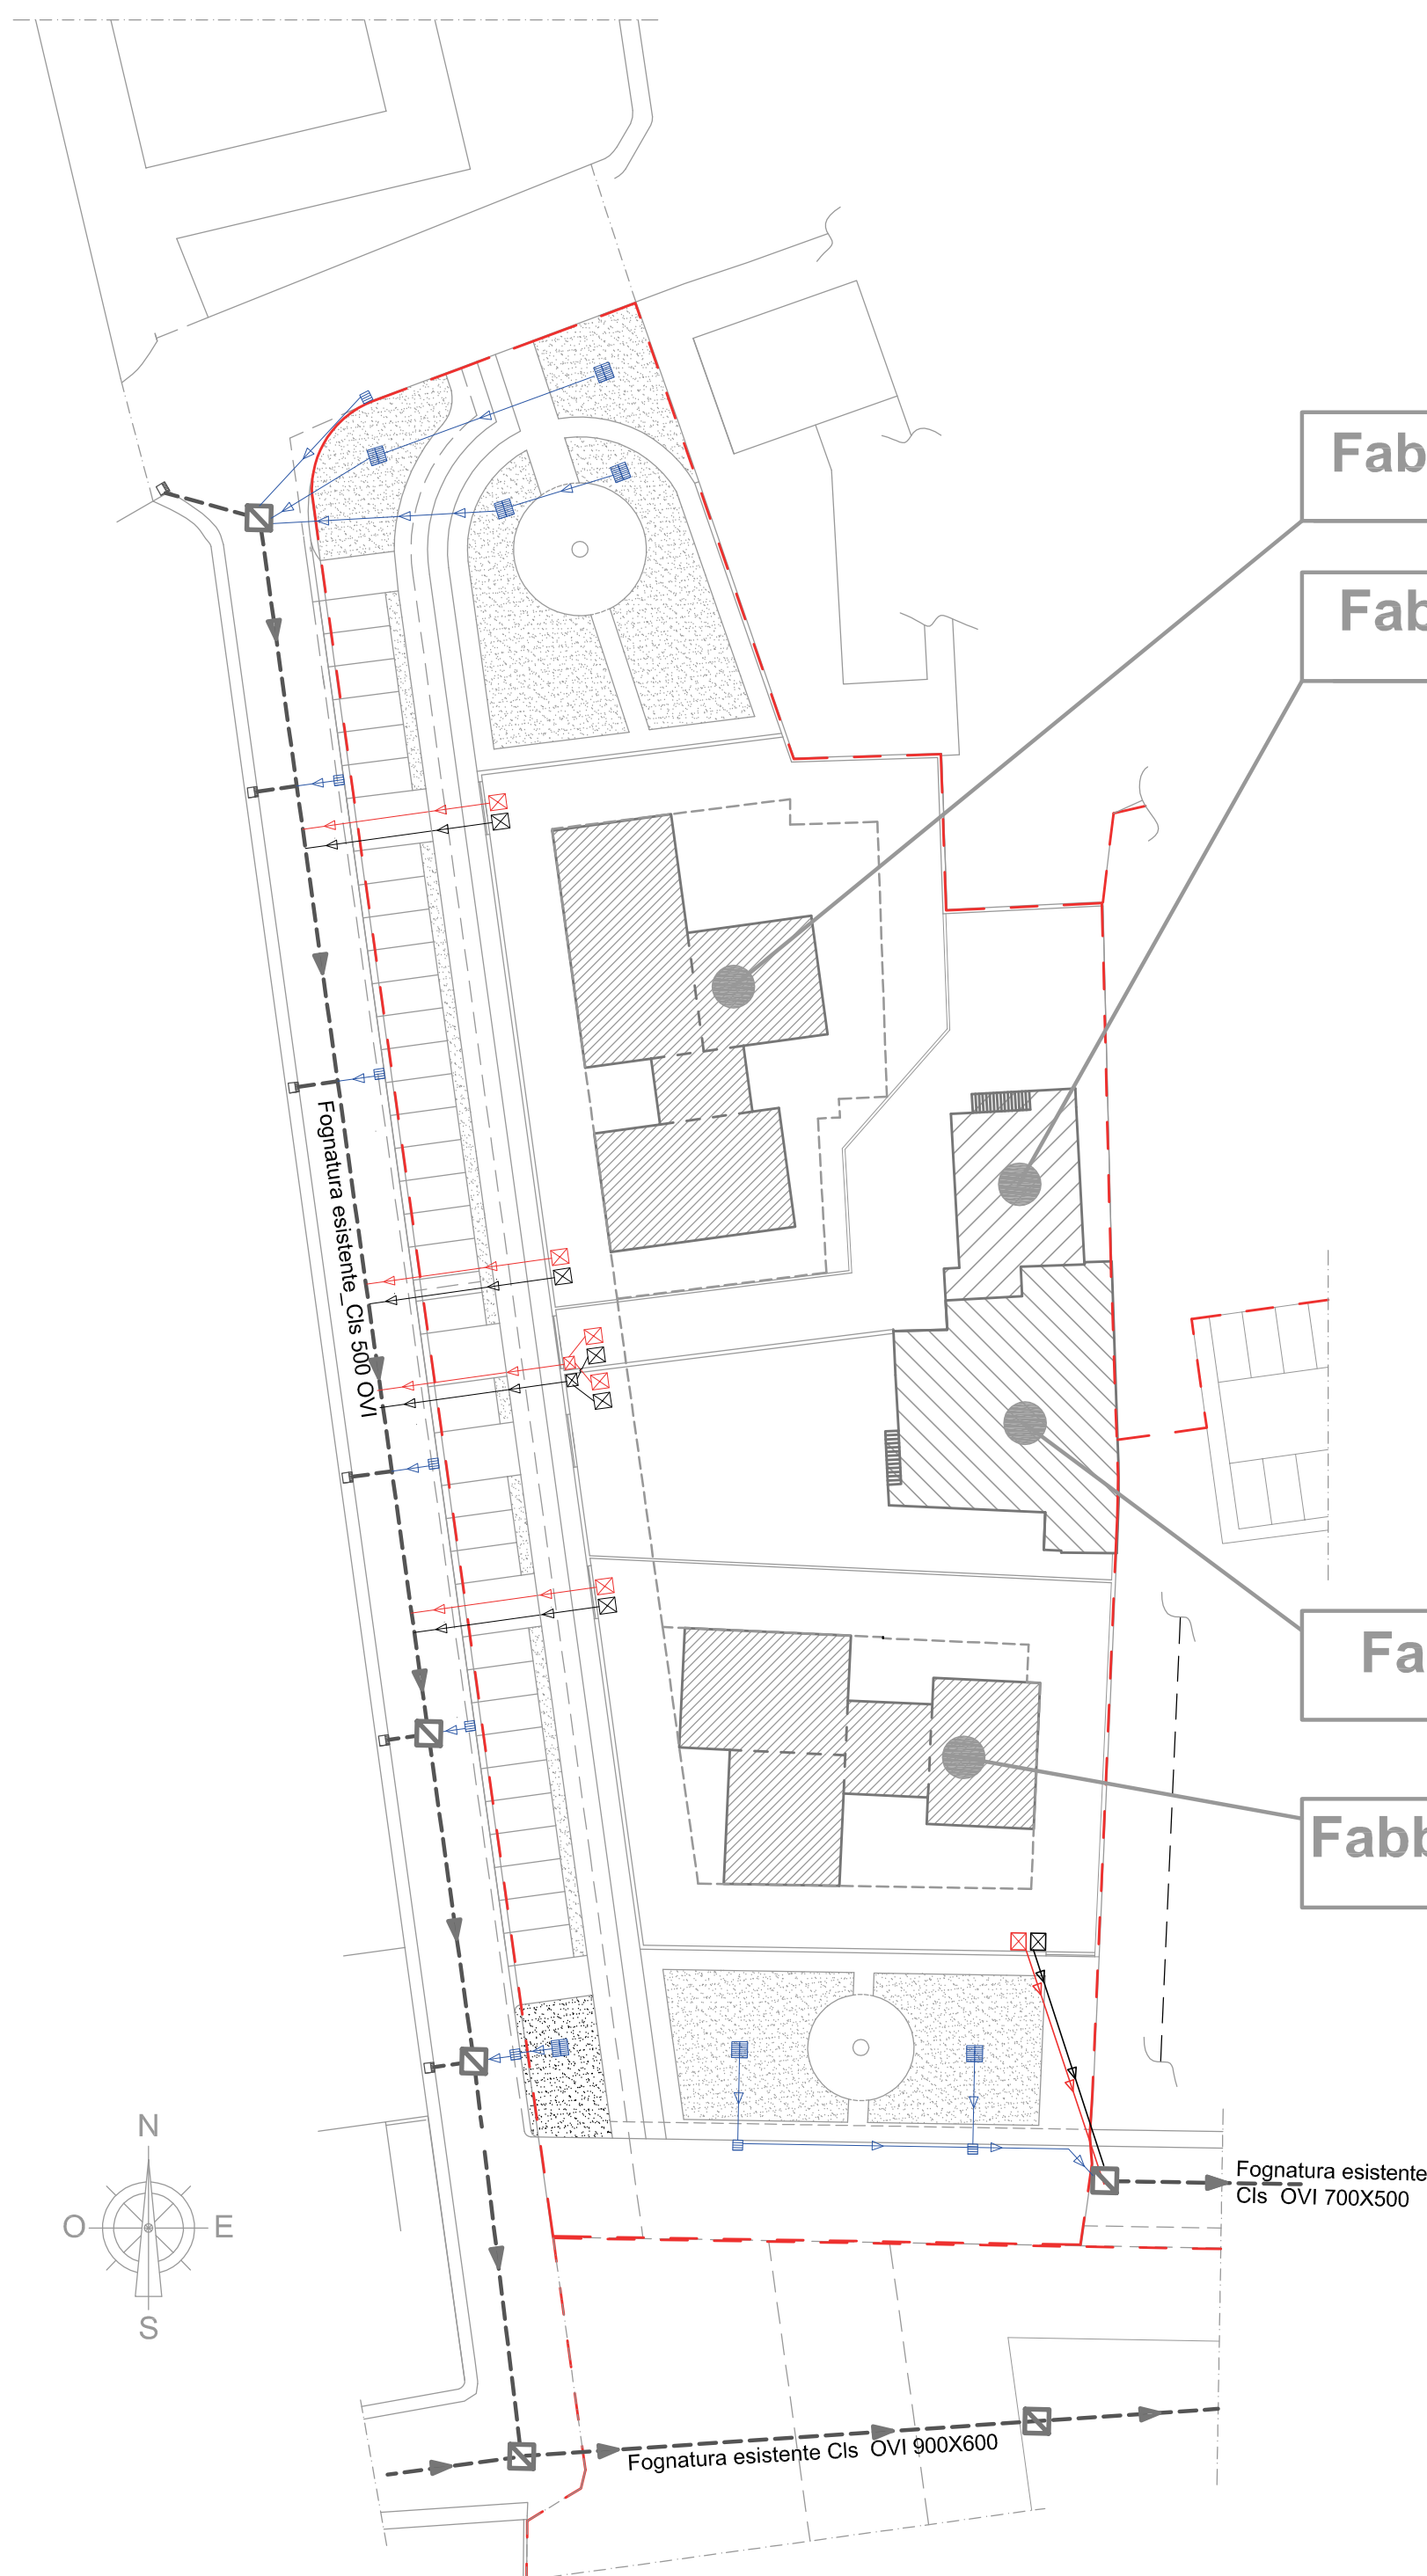 Fab
Fab
Fognatura esistente_Cls 500 OVI
Fa
Fabb
N
O
E
S
Fognatura esistente
Cls OVI 700X500
Fognatura esistente Cls OVI 900X600